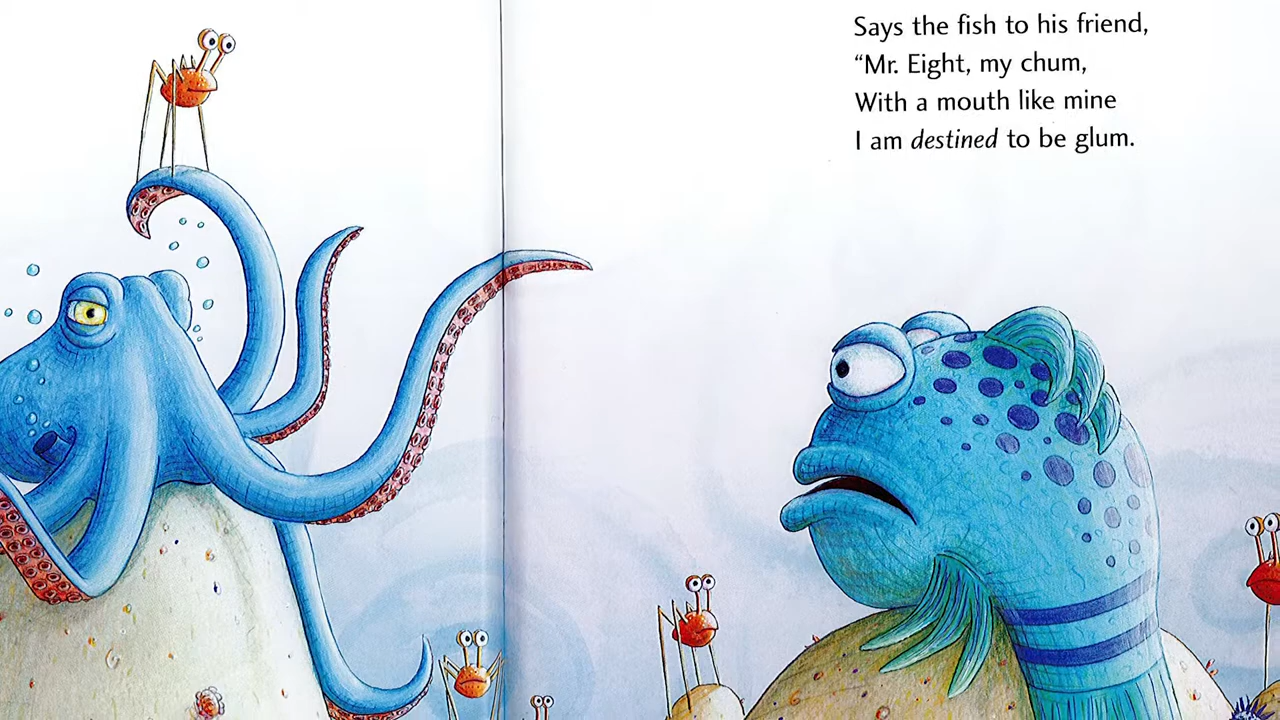 Says the fish to his friend,
“Mr. Eight, my chum,
With a mouth like mine
I am destined to be glum.